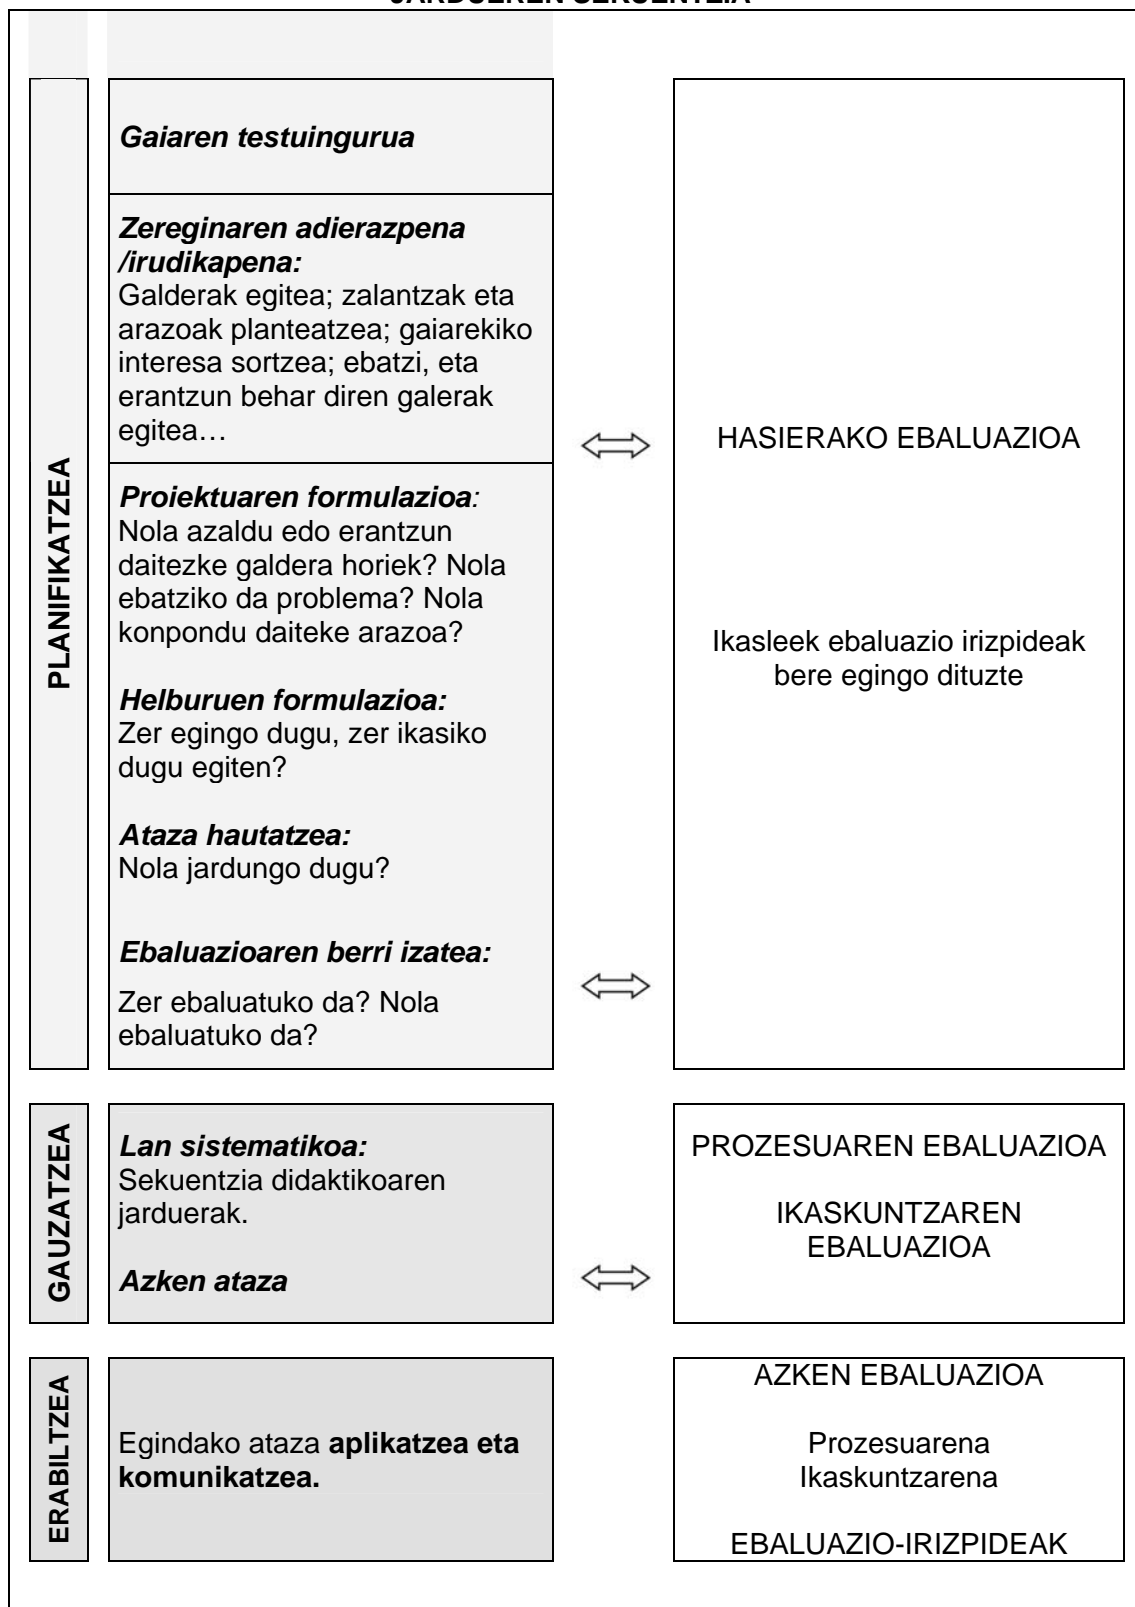 JARDUEREN SEKUENTZIA
PLANIFIKATZEA
Gaiaren testuingurua
Zereginaren adierazpena
/irudikapena:
Galderak egitea; zalantzak eta
arazoak planteatzea; gaiarekiko
interesa sortzea; ebatzi, eta
erantzun behar diren galerak
egitea…
Proiektuaren formulazioa:
Nola azaldu edo erantzun
daitezke galdera horiek? Nola
ebatziko da problema? Nola
konpondu daiteke arazoa?
Helburuen formulazioa:
Zer egingo dugu, zer ikasiko
dugu egiten?
Ataza hautatzea:
Nola jardungo dugu?
Ebaluazioaren berri izatea:
Zer ebaluatuko da? Nola
ebaluatuko da?
HASIERAKO EBALUAZIOA
Ikasleek ebaluazio irizpideak
bere egingo dituzte
GAUZATZEA
Lan sistematikoa:
Sekuentzia didaktikoaren
jarduerak.
Azken ataza
PROZESUAREN EBALUAZIOA
IKASKUNTZAREN
EBALUAZIOA
ERABILTZEA
Egindako ataza aplikatzea eta
komunikatzea.
AZKEN EBALUAZIOA
Prozesuarena
Ikaskuntzarena
EBALUAZIO-IRIZPIDEAK